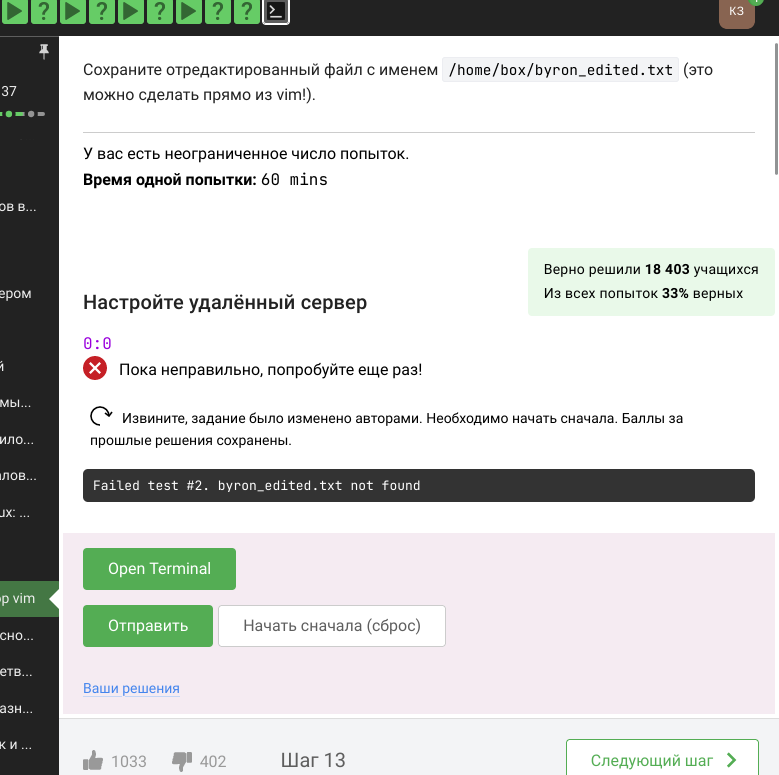 ? ? ? ? ?
КЗ
Сохраните отредактированный файл с именем /home/box/byron_edited.txt (это
можно сделать прямо из vim!).
37
У вас есть неограниченное число попыток.
Время одной попытки: 60 mins
ов в...
Верно решили 18 403 учащихся
Из всех попыток 33% верных
ером
Настройте удалённый сервер
0:0
й
Пока неправильно, попробуйте еще раз!
мы...
Извините, задание было изменено авторами. Необходимо начать сначала. Баллы за
прошлые решения сохранены.
ило...
лов...
Failed test #2. byron_edited.txt not found
ux: ...
Open Terminal
ор vim
Отправить
Начать сначала (сброс)
сно...
етв...
Ваши решения
азн...
к и ...
1033
402
Шаг 13
Следующий шаг